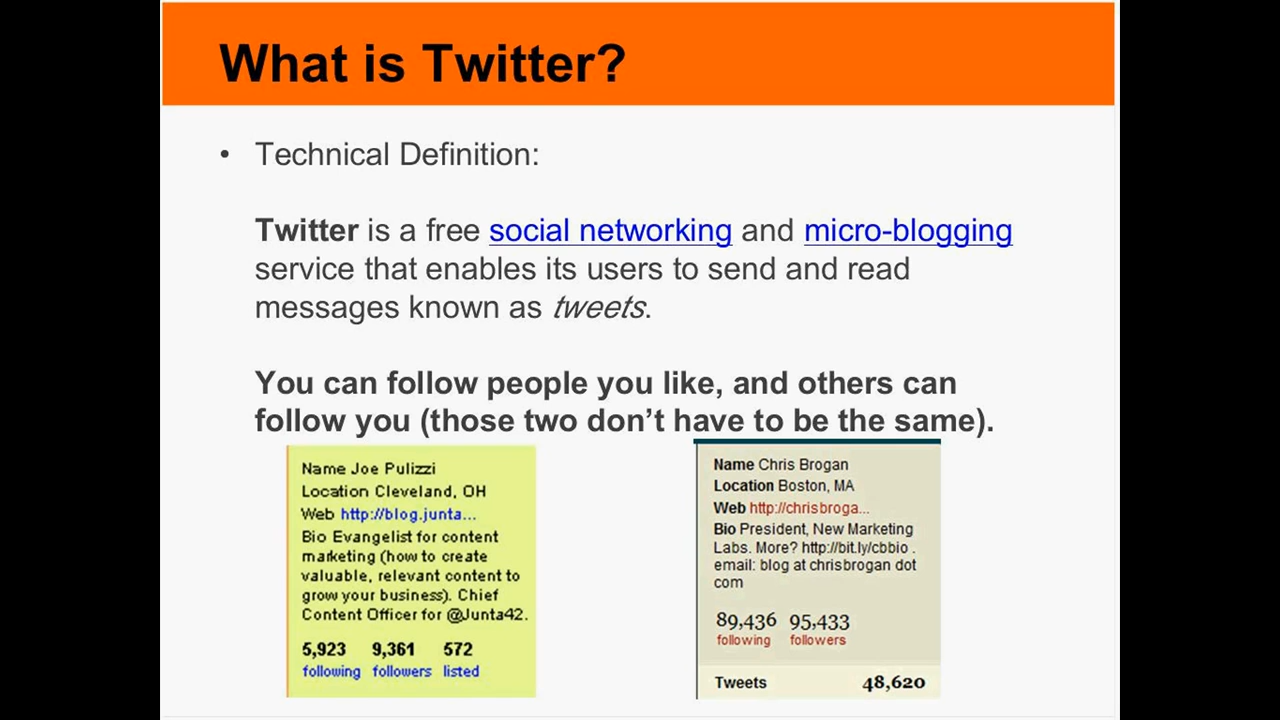 What is Twitter?
• Technical Definition:
Twitter is a free social networking and micro-blogging
service that enables its users to send and read
messages known as tweets.
You can follow people you like, and others can
follow you (those two don’t have to be the same).
Name Joe Pulizzi
Location Cleveland, OH
Web http://blog.junta...
Bio Evangelist for content
marketing (how to create
valuable, relevant content to
grow your business). Chief
Content Officer for @Junta42.
5,923 9,361 572
following followers listed
Name Chris Brogan
Location Boston, MA
Web http://chrisbroga...
Bio President, New Marketing
Labs. More? http://bit.ly/cbbio .
email: blog at chrisbrogan dot
com
89,436 95,433
following followers
Tweets 48,620